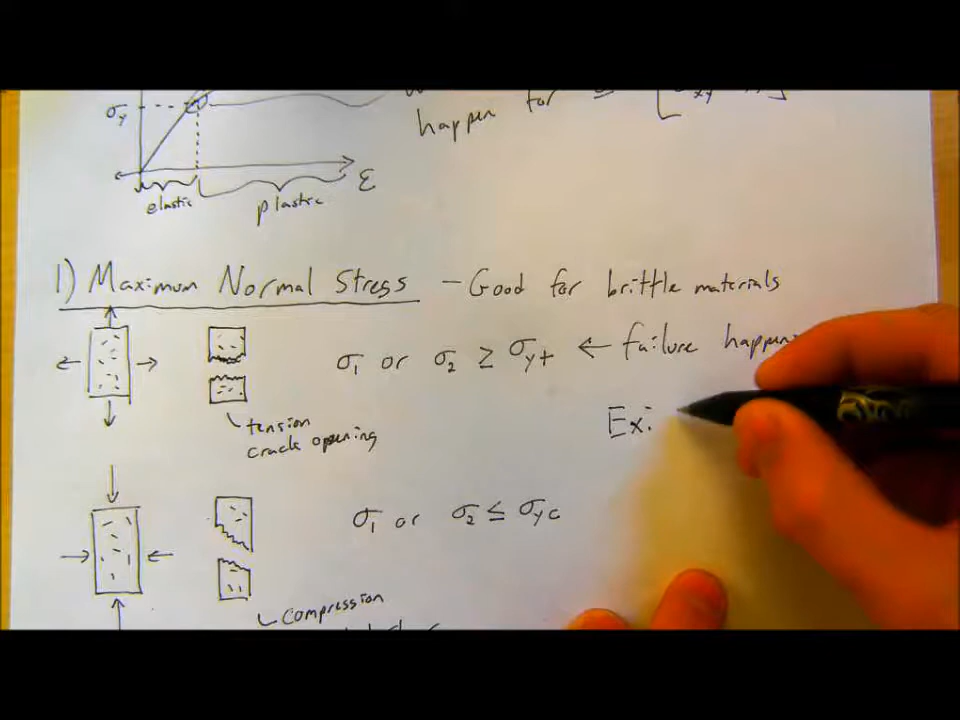 σy
happen for
xy
ε
elastic
plastic
1) Maximum Normal Stress - Good for brittle materials
σ1 or σ2 ≥ σyt ← failure happen
tension
crack opening
Ex:
σ1 or σ2 ≤ σyc
Compression